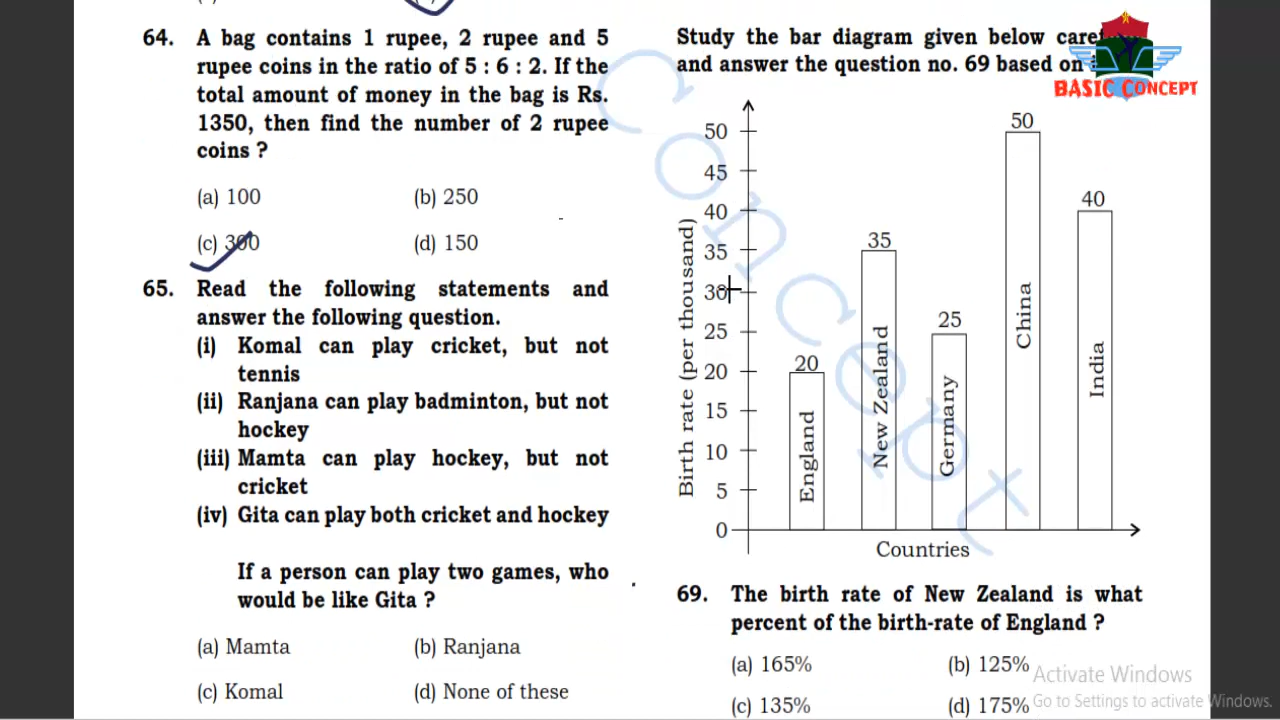 64. A bag contains 1 rupee, 2 rupee and 5
rupee coins in the ratio of 5 : 6 : 2. If the
total amount of money in the bag is Rs.
1350, then find the number of 2 rupee
coins ?
(a) 100 (b) 250
(c) 300 (d) 150
65. Read the following statements and
answer the following question.
(i) Komal can play cricket, but not
tennis
(ii) Ranjana can play badminton, but not
hockey
(iii) Mamta can play hockey, but not
cricket
(iv) Gita can play both cricket and hockey
If a person can play two games, who
would be like Gita ?
(a) Mamta (b) Ranjana
(c) Komal (d) None of these
Study the bar diagram given below
and answer the question no. 69 based on
BASIC CONCEPT
Birth rate (per thousand)
50
45
40
35
30
25
20
15
10
5
0
20
England
35
New Zealand
25
Germany
50
China
40
India
Countries
Concept
69. The birth rate of New Zealand is what
percent of the birth-rate of England ?
(a) 165% (b) 125%
(c) 135% (d) 175%
Activate Windows
Go to Settings to activate Windows.